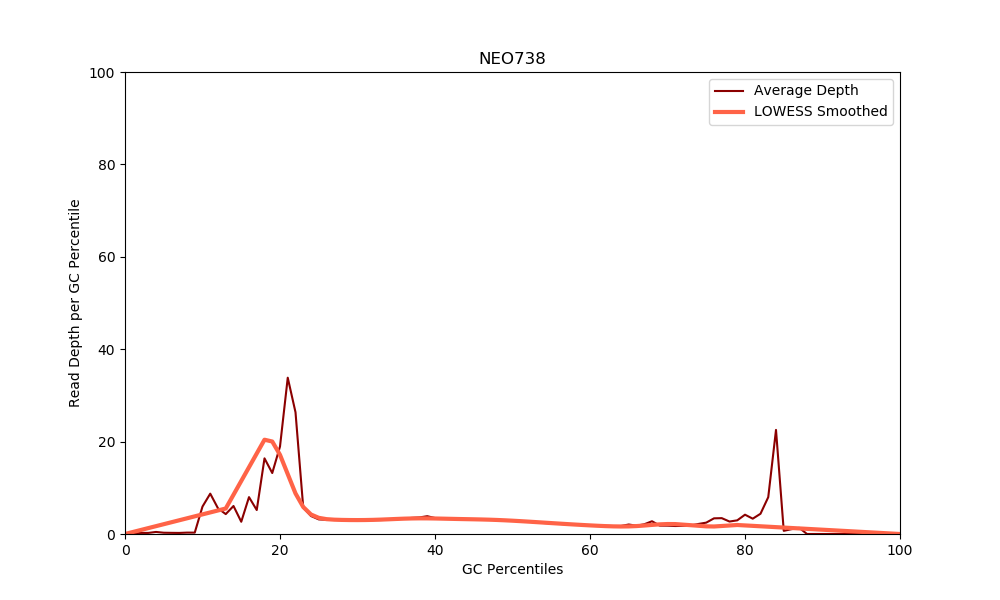 NEO738
Average Depth
LOWESS Smoothed
Read Depth per GC Percentile
100
80
60
40
20
0
0 20 40 60 80 100
GC Percentiles